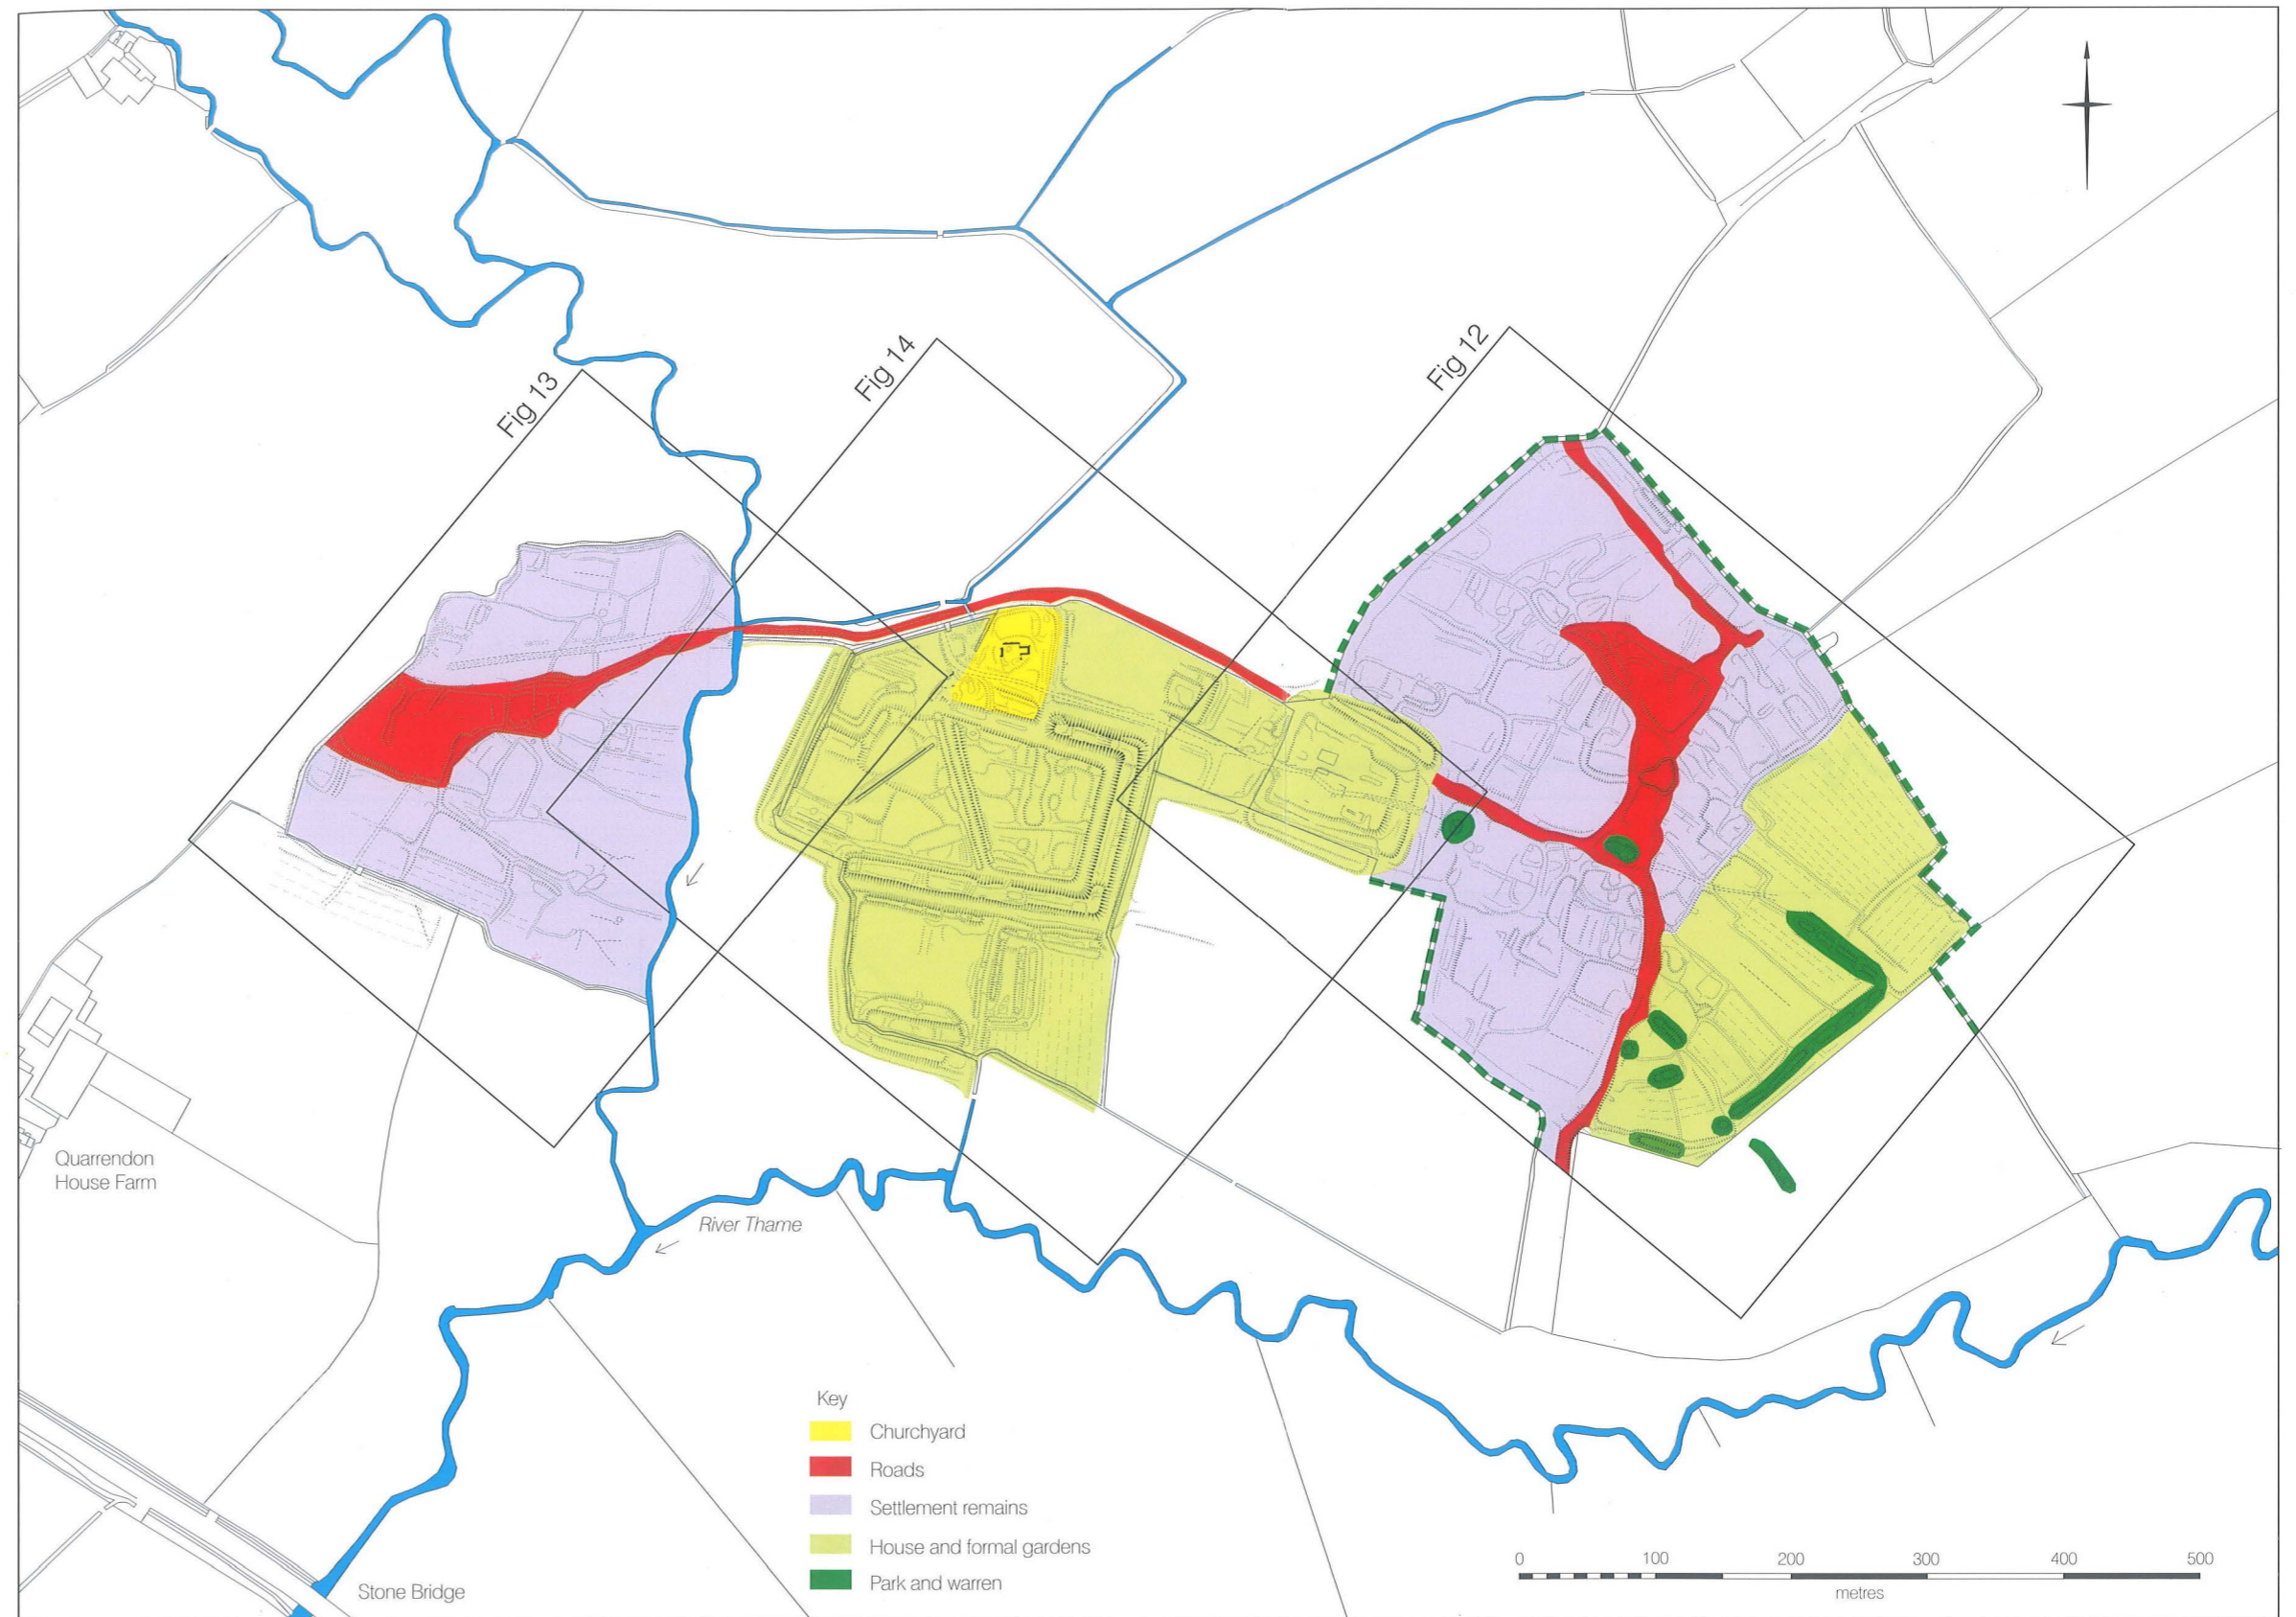 Fig 13
Fig 14
Fig 12
Quarrendon
House Farm
River Thame
Stone Bridge
Key
Churchyard
Roads
Settlement remains
House and formal gardens
Park and warren
0 100 200 300 400 500
metres